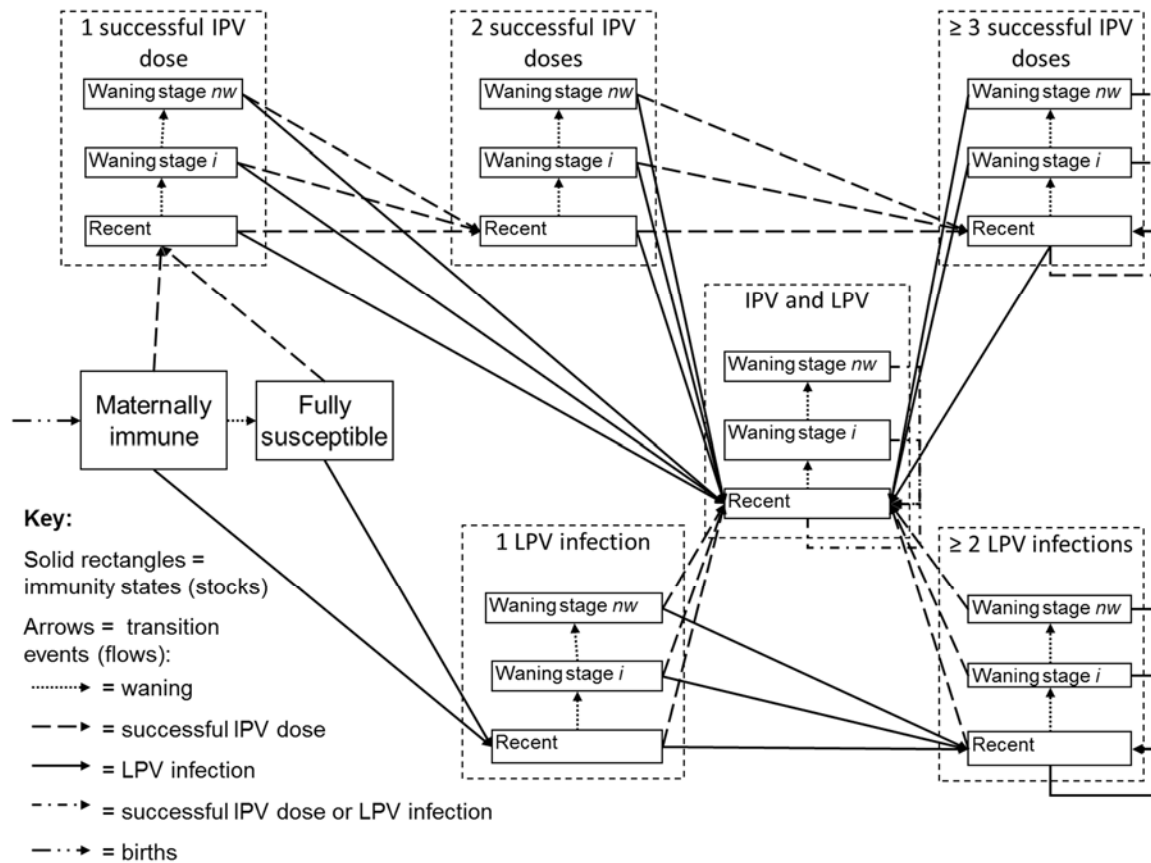 1 successful IPV
dose
Waning stage nw
Waning stage i
Recent
2 successful IPV
doses
Waning stage nw
Waning stage i
Recent
≥ 3 successful IPV
doses
Waning stage nw
Waning stage i
Recent
IPV and LPV
Waning stage nw
Waning stage i
Recent
Maternally
immune
Fully
susceptible
1 LPV infection
Waning stage nw
Waning stage i
Recent
≥ 2 LPV infections
Waning stage nw
Waning stage i
Recent
Key:
Solid rectangles =
immunity states (stocks)
Arrows = transition
events (flows):
= waning
= successful IPV dose
= LPV infection
= successful IPV dose or LPV infection
= births